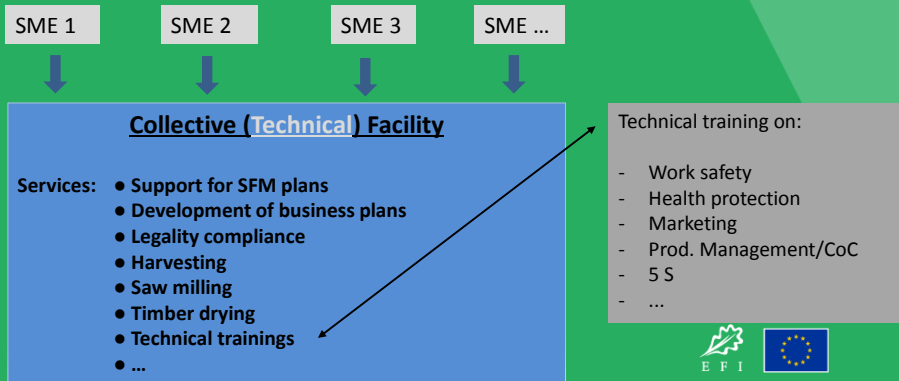 SME 1 SME 2 SME 3 SME ...
Collective (Technical) Facility
Services: ● Support for SFM plans
● Development of business plans
● Legality compliance
● Harvesting
● Saw milling
● Timber drying
● Technical trainings
● ...
Technical training on:
- Work safety
- Health protection
- Marketing
- Prod. Management/CoC
- 5 S
- ...
E F I